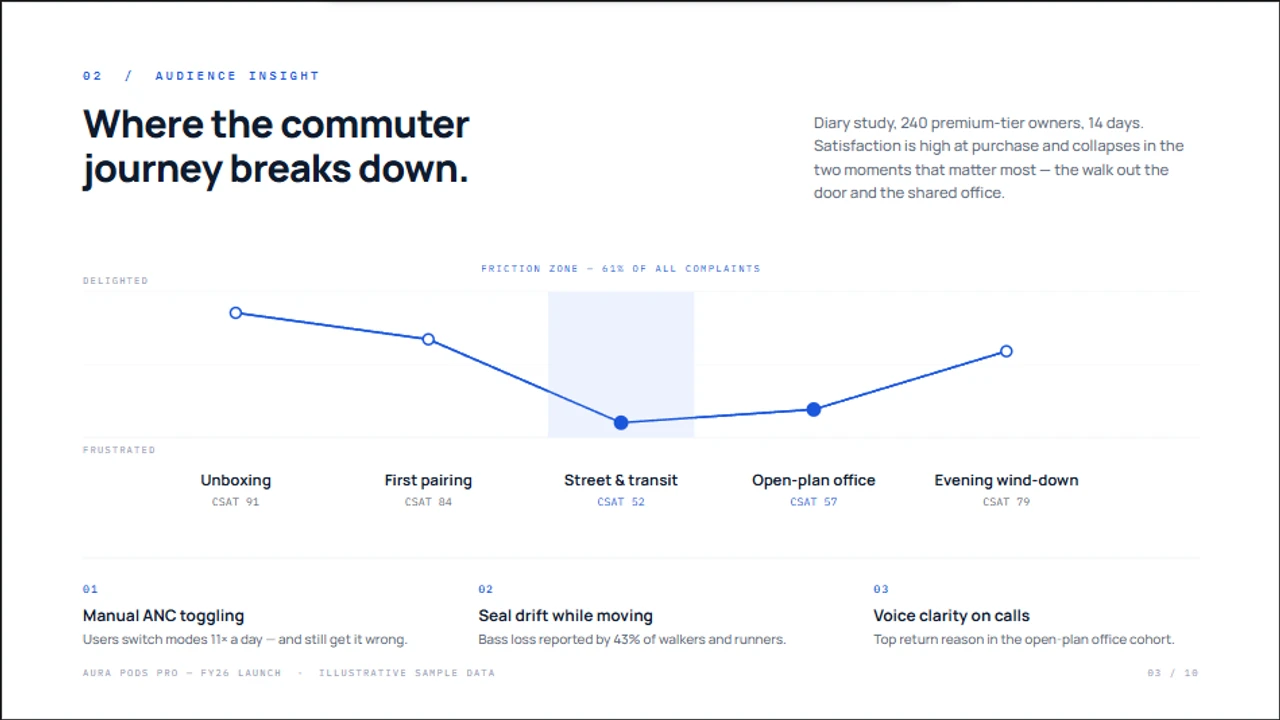 02 / AUDIENCE INSIGHT
Where the commuter
journey breaks down.
Diary study, 240 premium-tier owners, 14 days.
Satisfaction is high at purchase and collapses in the
two moments that matter most — the walk out the
door and the shared office.
FRICTION ZONE — 61% OF ALL COMPLAINTS
DELIGHTED
FRUSTRATED
Unboxing
CSAT 91
First pairing
CSAT 84
Street & transit
CSAT 52
Open-plan office
CSAT 57
Evening wind-down
CSAT 79
01
Manual ANC toggling
Users switch modes 11× a day — and still get it wrong.
02
Seal drift while moving
Bass loss reported by 43% of walkers and runners.
03
Voice clarity on calls
Top return reason in the open-plan office cohort.
AURA PODS PRO — FY26 LAUNCH · ILLUSTRATIVE SAMPLE DATA
03 / 10